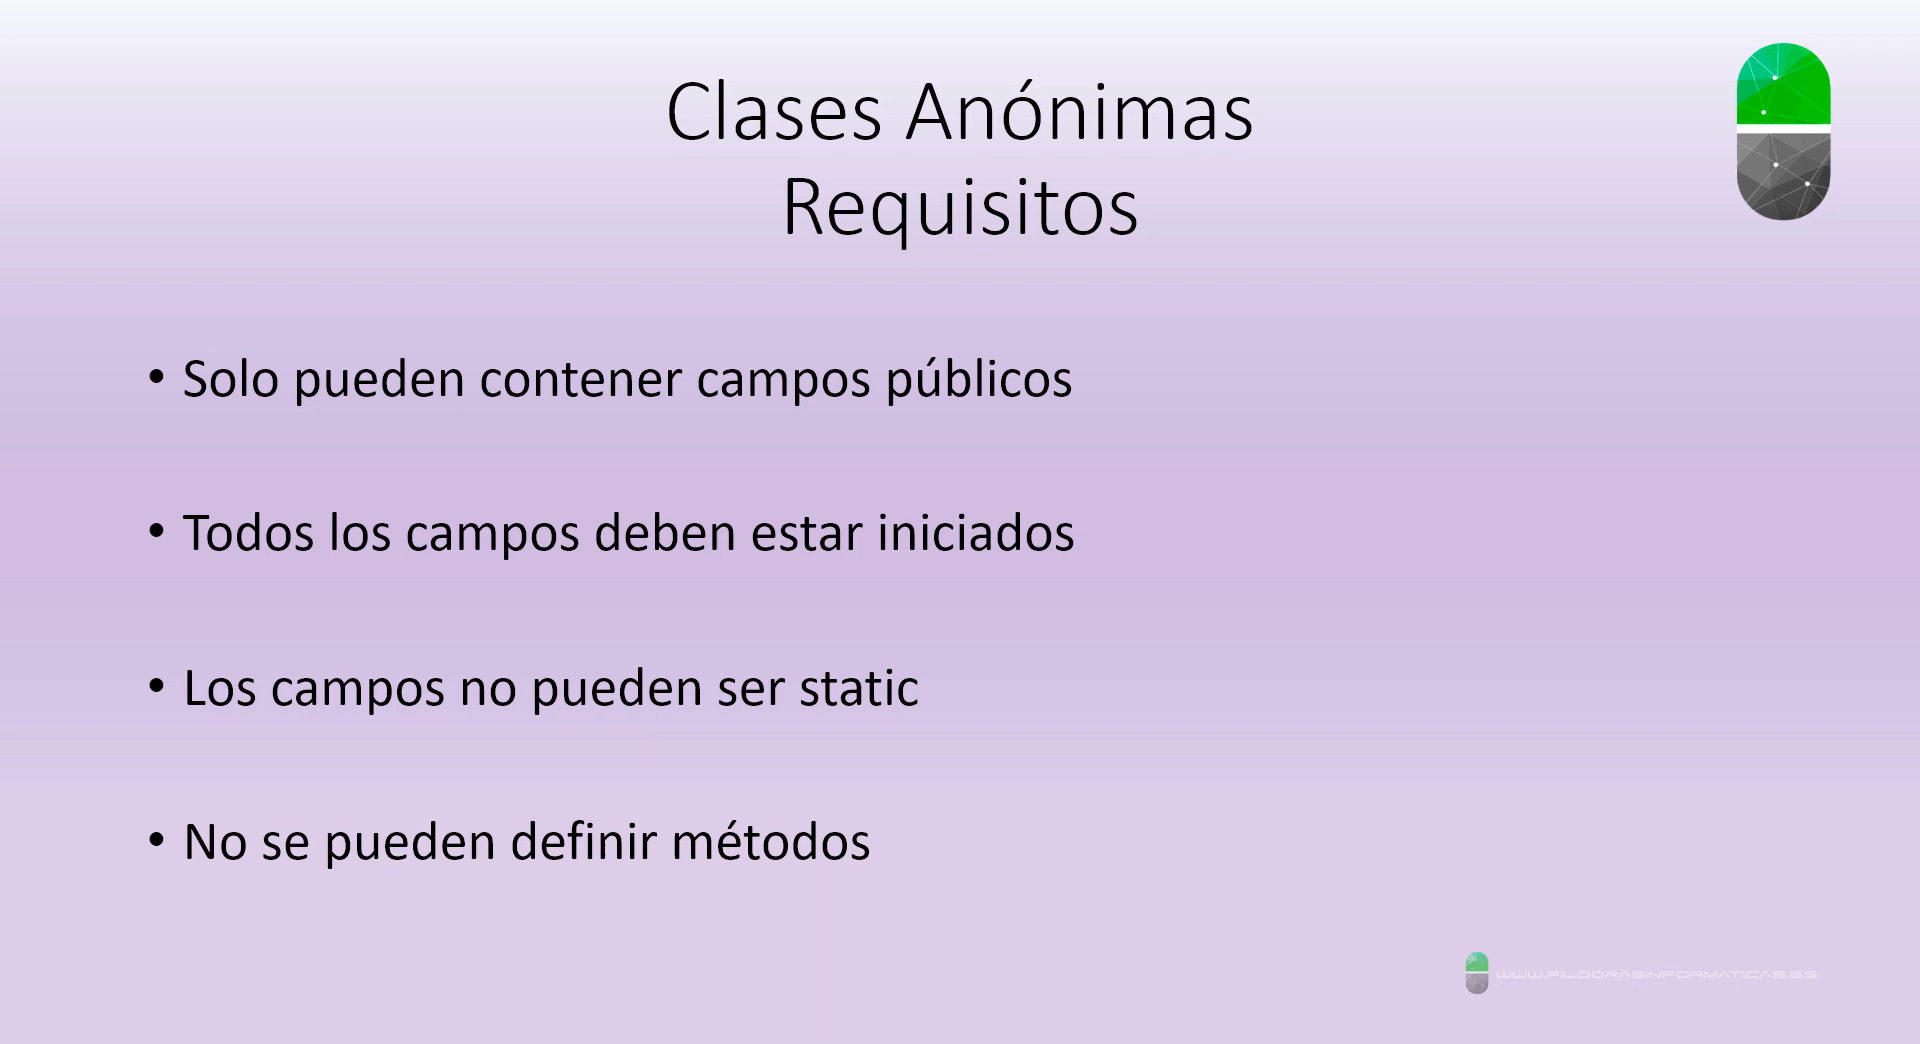 Clases Anónimas
Requisitos
• Solo pueden contener campos públicos
• Todos los campos deben estar iniciados
• Los campos no pueden ser static
• No se pueden definir métodos
WWW.PILDORASINFORMATICAS.ES